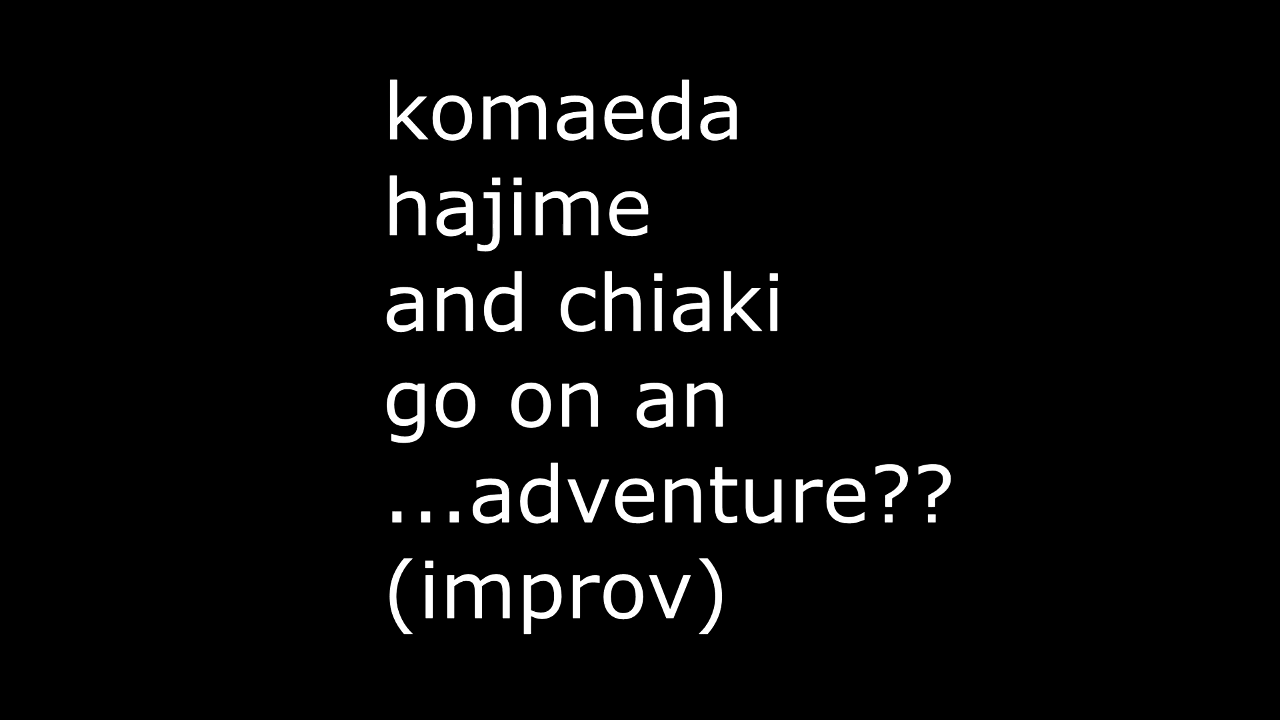 komaeda
hajime
and chiaki
go on an
...adventure??
(improv)